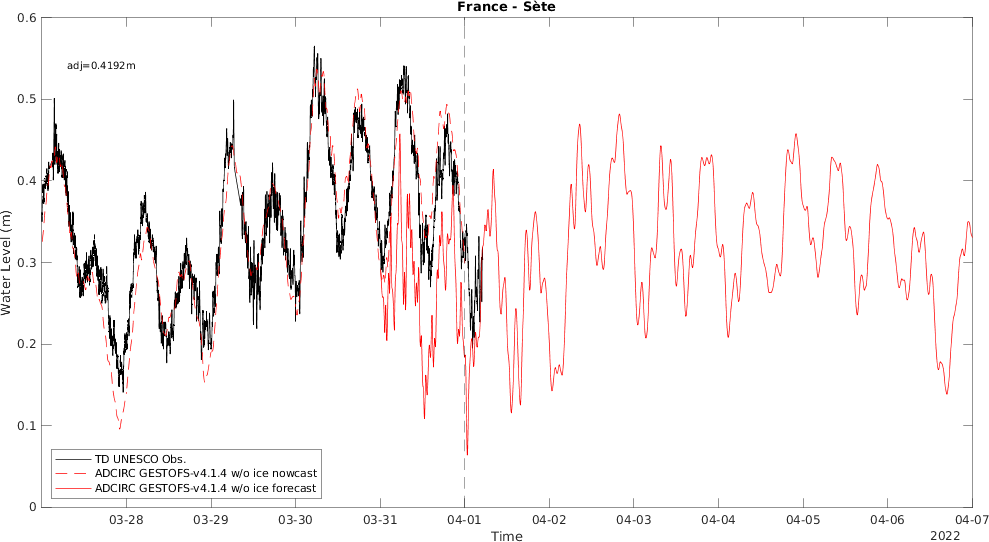 France - Sète
adj=0.4192m
Water Level (m)
0.6
0.5
0.4
0.3
0.2
0.1
0
TD UNESCO Obs.
ADCIRC GESTOFS-v4.1.4 w/o ice nowcast
ADCIRC GESTOFS-v4.1.4 w/o ice forecast
03-28 03-29 03-30 03-31 04-01 04-02 04-03 04-04 04-05 04-06 04-07
Time
2022